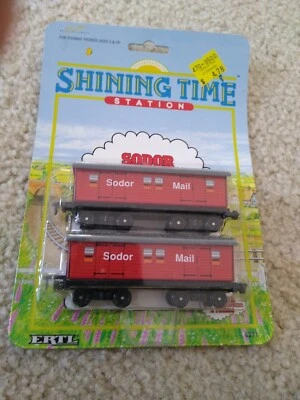 SHINING TIME
STATION
SODOR
Sodor Mail
Sodor Mail
ERTL